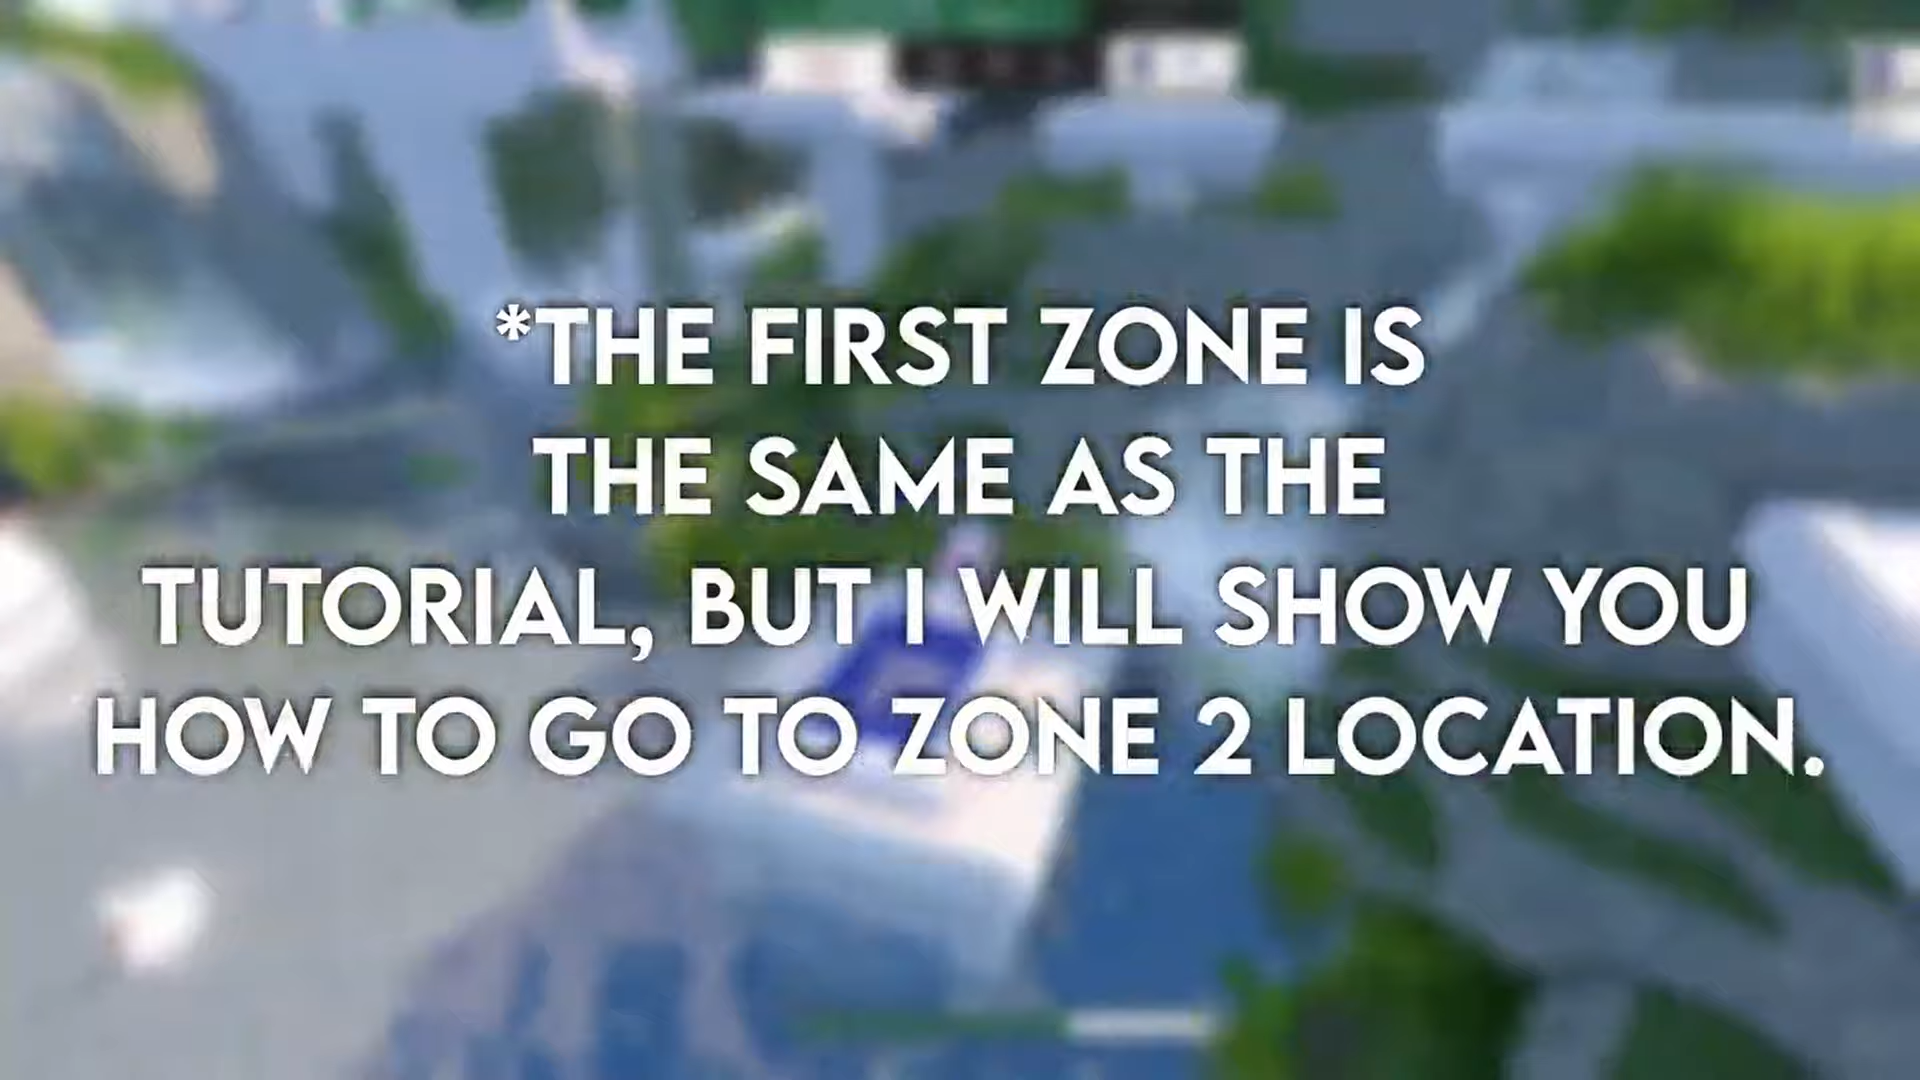 *THE FIRST ZONE IS
THE SAME AS THE
TUTORIAL, BUT I WILL SHOW YOU
HOW TO GO TO ZONE 2 LOCATION.